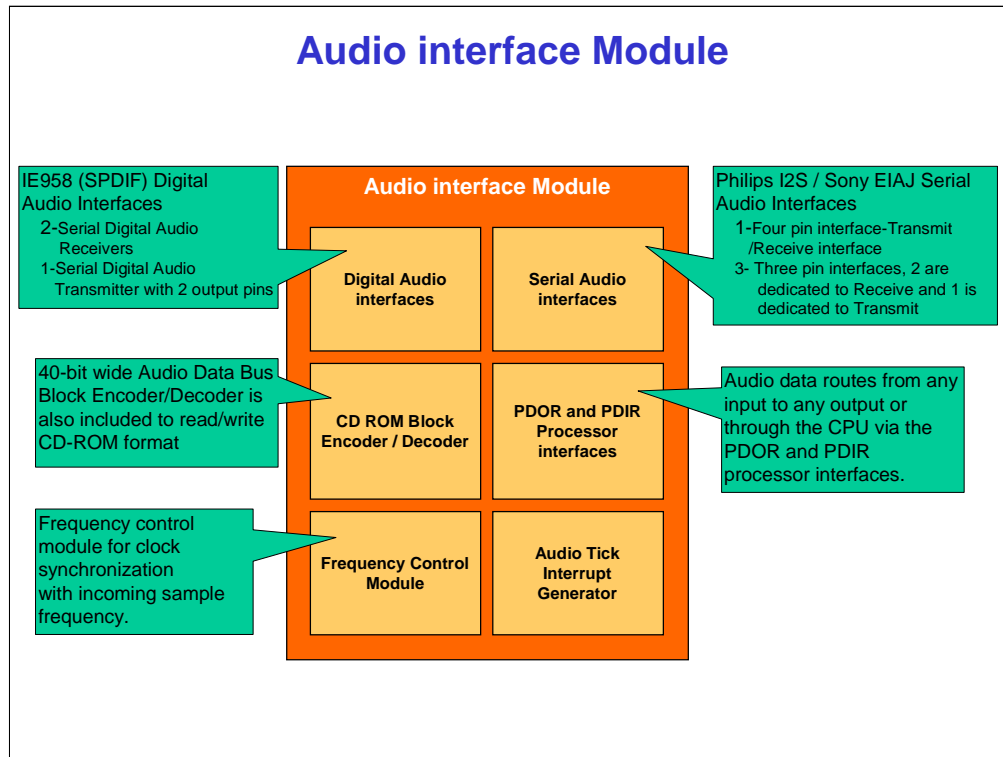 Audio interface Module
IE958 (SPDIF) Digital
Audio Interfaces
2-Serial Digital Audio
Receivers
1-Serial Digital Audio
Transmitter with 2 output pins
Audio interface Module
Philips I2S / Sony EIAJ Serial
Audio Interfaces
1-Four pin interface-Transmit
/Receive interface
3- Three pin interfaces, 2 are
dedicated to Receive and 1 is
dedicated to Transmit
Digital Audio
interfaces
Serial Audio
interfaces
40-bit wide Audio Data Bus
Block Encoder/Decoder is
also included to read/write
CD-ROM format
CD ROM Block
Encoder / Decoder
PDOR and PDIR
Processor
interfaces
Audio data routes from any
input to any output or
through the CPU via the
PDOR and PDIR
processor interfaces.
Frequency control
module for clock
synchronization
with incoming sample
frequency.
Frequency Control
Module
Audio Tick
Interrupt
Generator